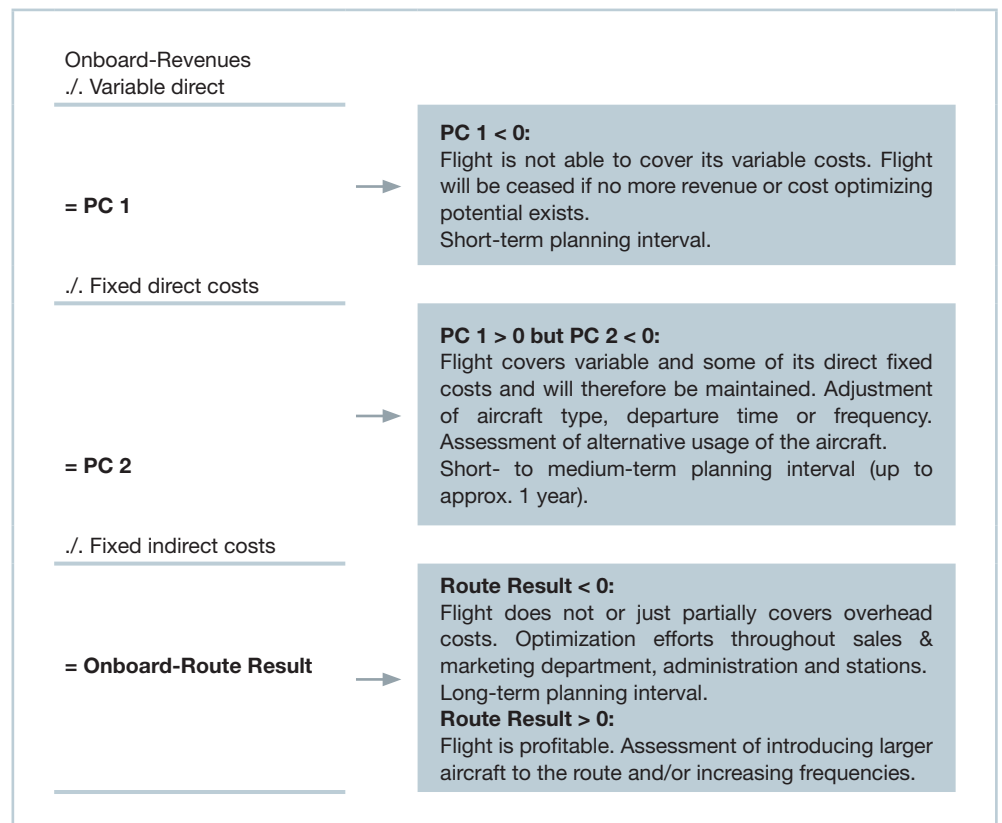 Onboard-Revenues
./. Variable direct
= PC 1
PC 1 < 0:
Flight is not able to cover its variable costs. Flight
will be ceased if no more revenue or cost optimizing
potential exists.
Short-term planning interval.
./. Fixed direct costs
= PC 2
PC 1 > 0 but PC 2 < 0:
Flight covers variable and some of its direct fixed
costs and will therefore be maintained. Adjustment
of aircraft type, departure time or frequency.
Assessment of alternative usage of the aircraft.
Short- to medium-term planning interval (up to
approx. 1 year).
./. Fixed indirect costs
= Onboard-Route Result
Route Result < 0:
Flight does not or just partially covers overhead
costs. Optimization efforts throughout sales &
marketing department, administration and stations.
Long-term planning interval.
Route Result > 0:
Flight is profitable. Assessment of introducing larger
aircraft to the route and/or increasing frequencies.